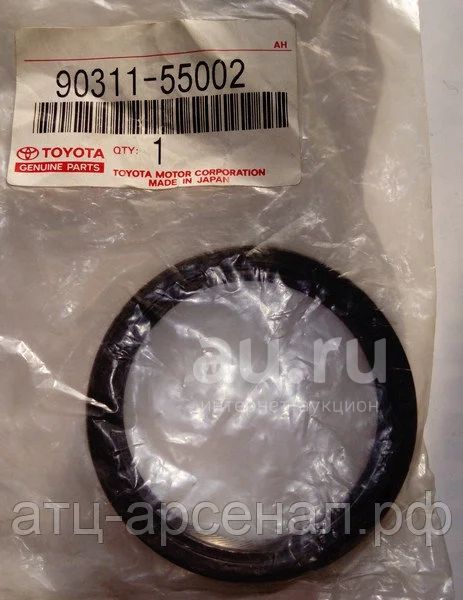 AH
90311-55002
TOYOTA
GENUINE PARTS
QTY: 1
TOYOTA MOTOR CORPORATION
MADE IN JAPAN
au.ru
интернет-аукцион
атц-арсенал.рф